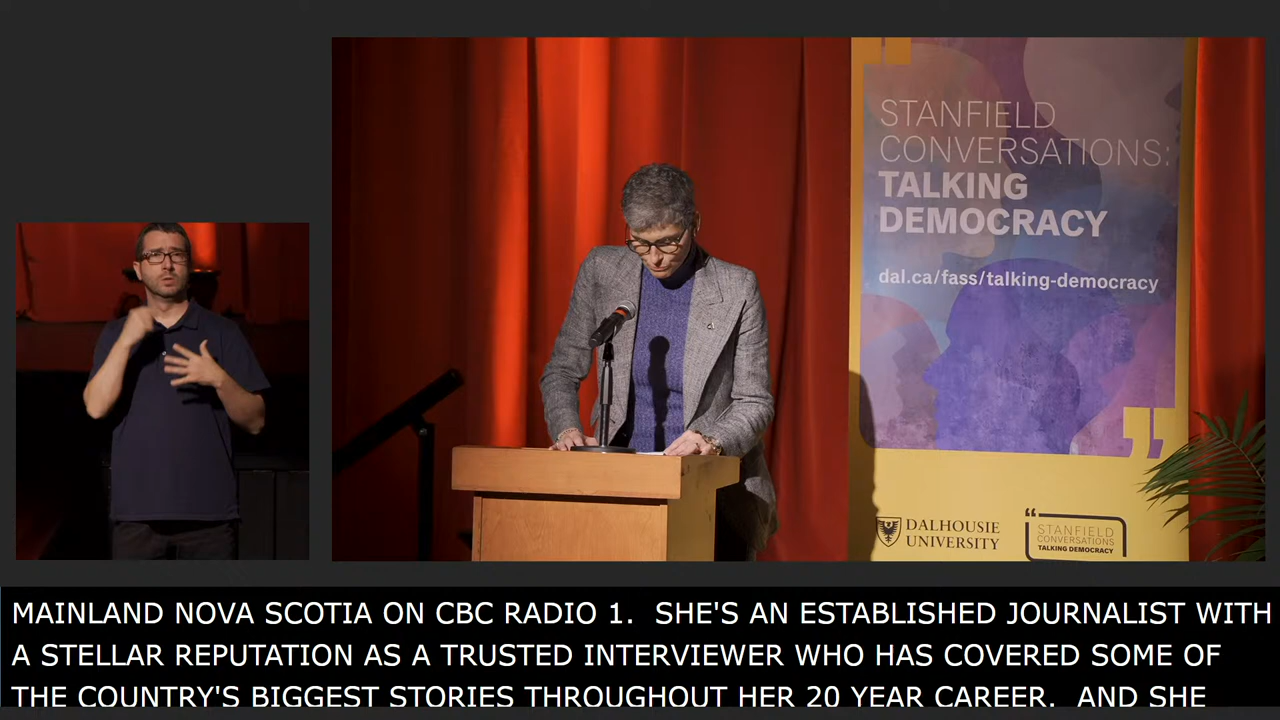 STANFIELD
CONVERSATIONS:
TALKING
DEMOCRACY
dal.ca/fass/talking-democracy
DALHOUSIE
UNIVERSITY
STANFIELD
CONVERSATIONS
TALKING DEMOCRACY
MAINLAND NOVA SCOTIA ON CBC RADIO 1. SHE'S AN ESTABLISHED JOURNALIST WITH
A STELLAR REPUTATION AS A TRUSTED INTERVIEWER WHO HAS COVERED SOME OF
THE COUNTRY'S BIGGEST STORIES THROUGHOUT HER 20 YEAR CAREER. AND SHE